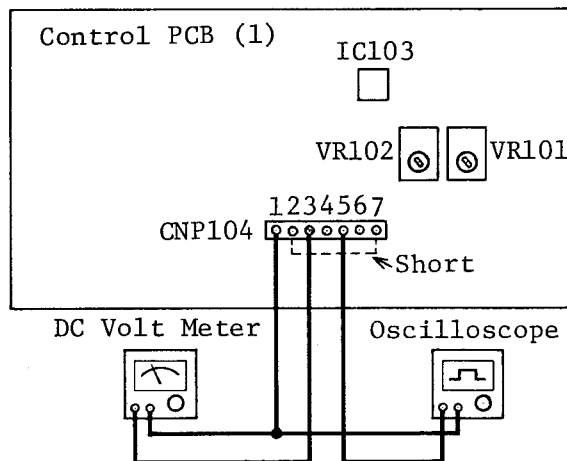 Control PCB (1)
IC103
VR102
VR101
1234567
CNP104
Short
DC Volt Meter
Oscilloscope